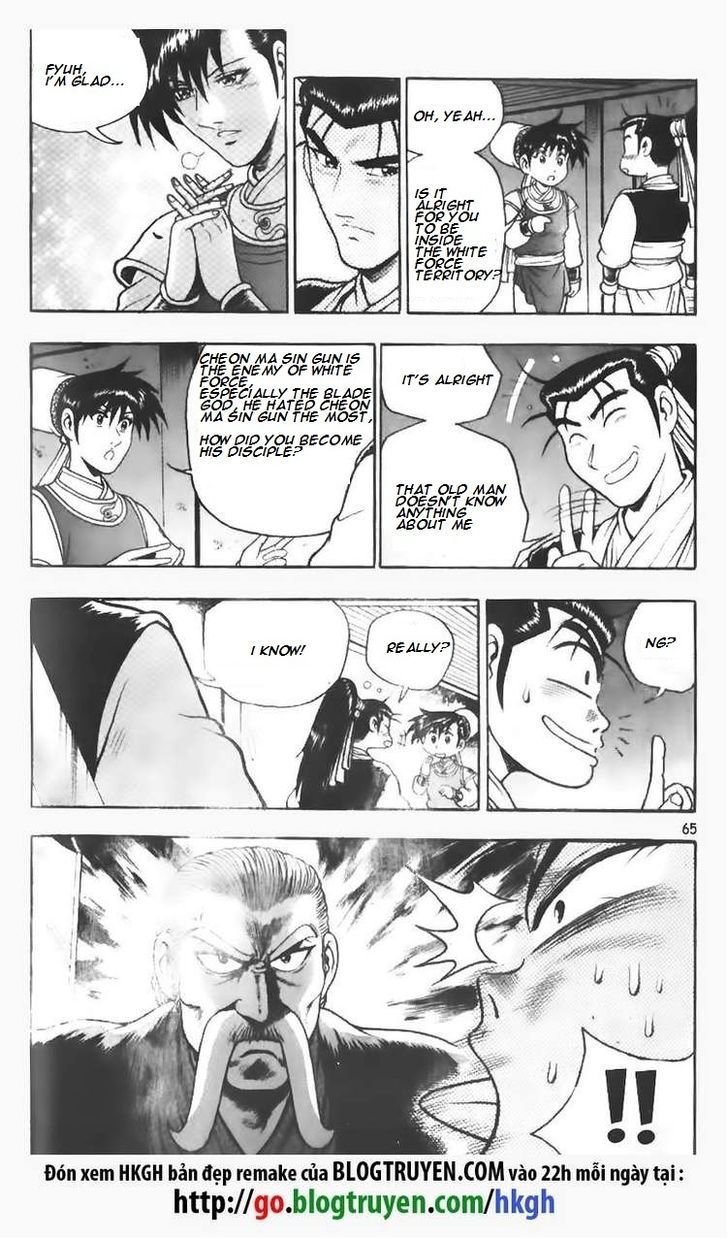 FYUH,
I'M GLAD...
OH, YEAH...
IS IT
ALRIGHT
FOR YOU
TO BE
INSIDE
THE WHITE
FORCE
TERRITORY?
CHEON MA SIN GUN IS
THE ENEMY OF WHITE
FORCE,
ESPECIALLY THE BLADE
GOD, HE HATED CHEON
MA SIN GUN THE MOST,
HOW DID YOU BECOME
HIS DISCIPLE?
IT'S ALRIGHT
THAT OLD MAN
DOESN'T KNOW
ANYTHING
ABOUT ME
I KNOW!
REALLY?
NG?
65
!!
Đón xem HKGH bản đẹp remake của BLOGTRUYEN.COM vào 22h mỗi ngày tại :
http://go.blogtruyen.com/hkgh